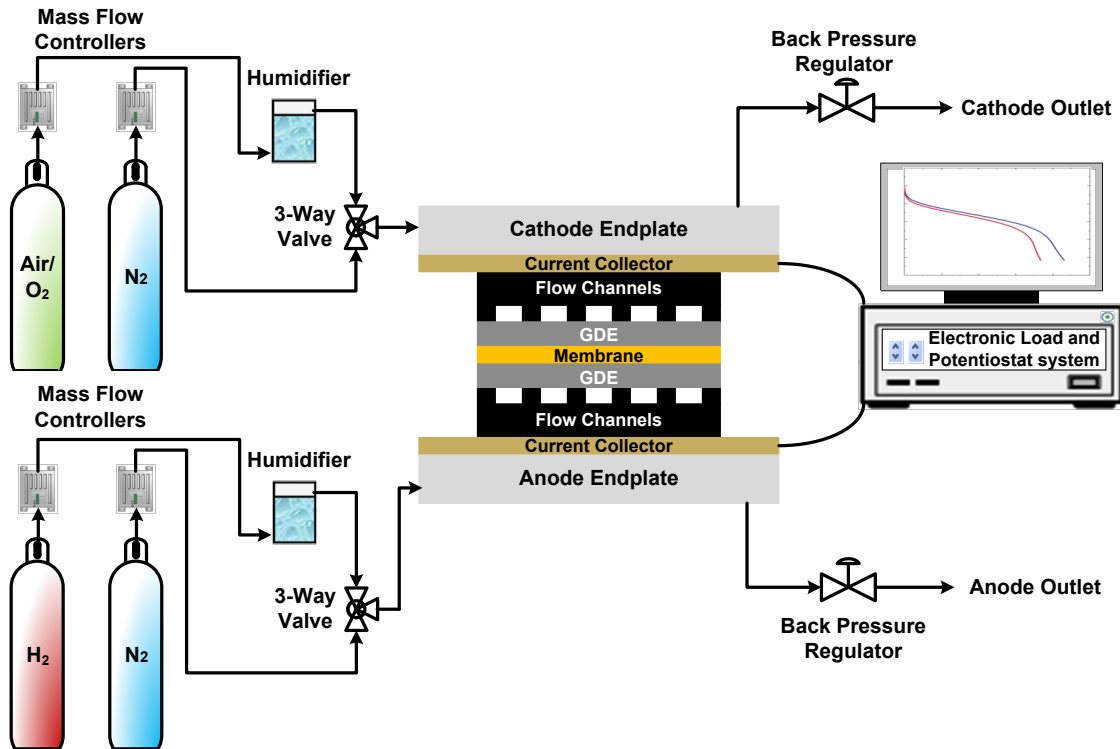 Mass Flow
Controllers
Humidifier
3-Way
Valve
Air/
O₂
N₂
Back Pressure
Regulator
Cathode Outlet
Cathode Endplate
Current Collector
Flow Channels
GDE
Membrane
GDE
Flow Channels
Current Collector
Anode Endplate
Electronic Load and
Potentiostat system
Mass Flow
Controllers
Humidifier
3-Way
Valve
H₂
N₂
Anode Outlet
Back Pressure
Regulator